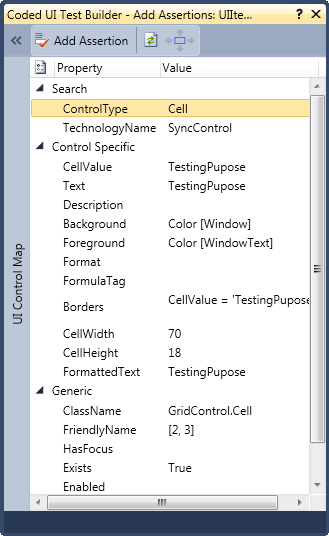 Coded UI Test Builder - Add Assertions: UIIte...
Add Assertion
Property Value
Search
ControlType Cell
TechnologyName SyncControl
Control Specific
CellValue TestingPupose
Text TestingPupose
Description
Background Color [Window]
Foreground Color [WindowText]
Format
FormulaTag
Borders CellValue = 'TestingPupose
CellWidth 70
CellHeight 18
FormattedText TestingPupose
Generic
ClassName GridControl.Cell
FriendlyName [2, 3]
HasFocus
Exists True
Enabled
UI Control Map